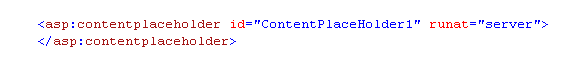 <asp:contentplaceholder id="ContentPlaceHolder1" runat="server">
</asp:contentplaceholder>